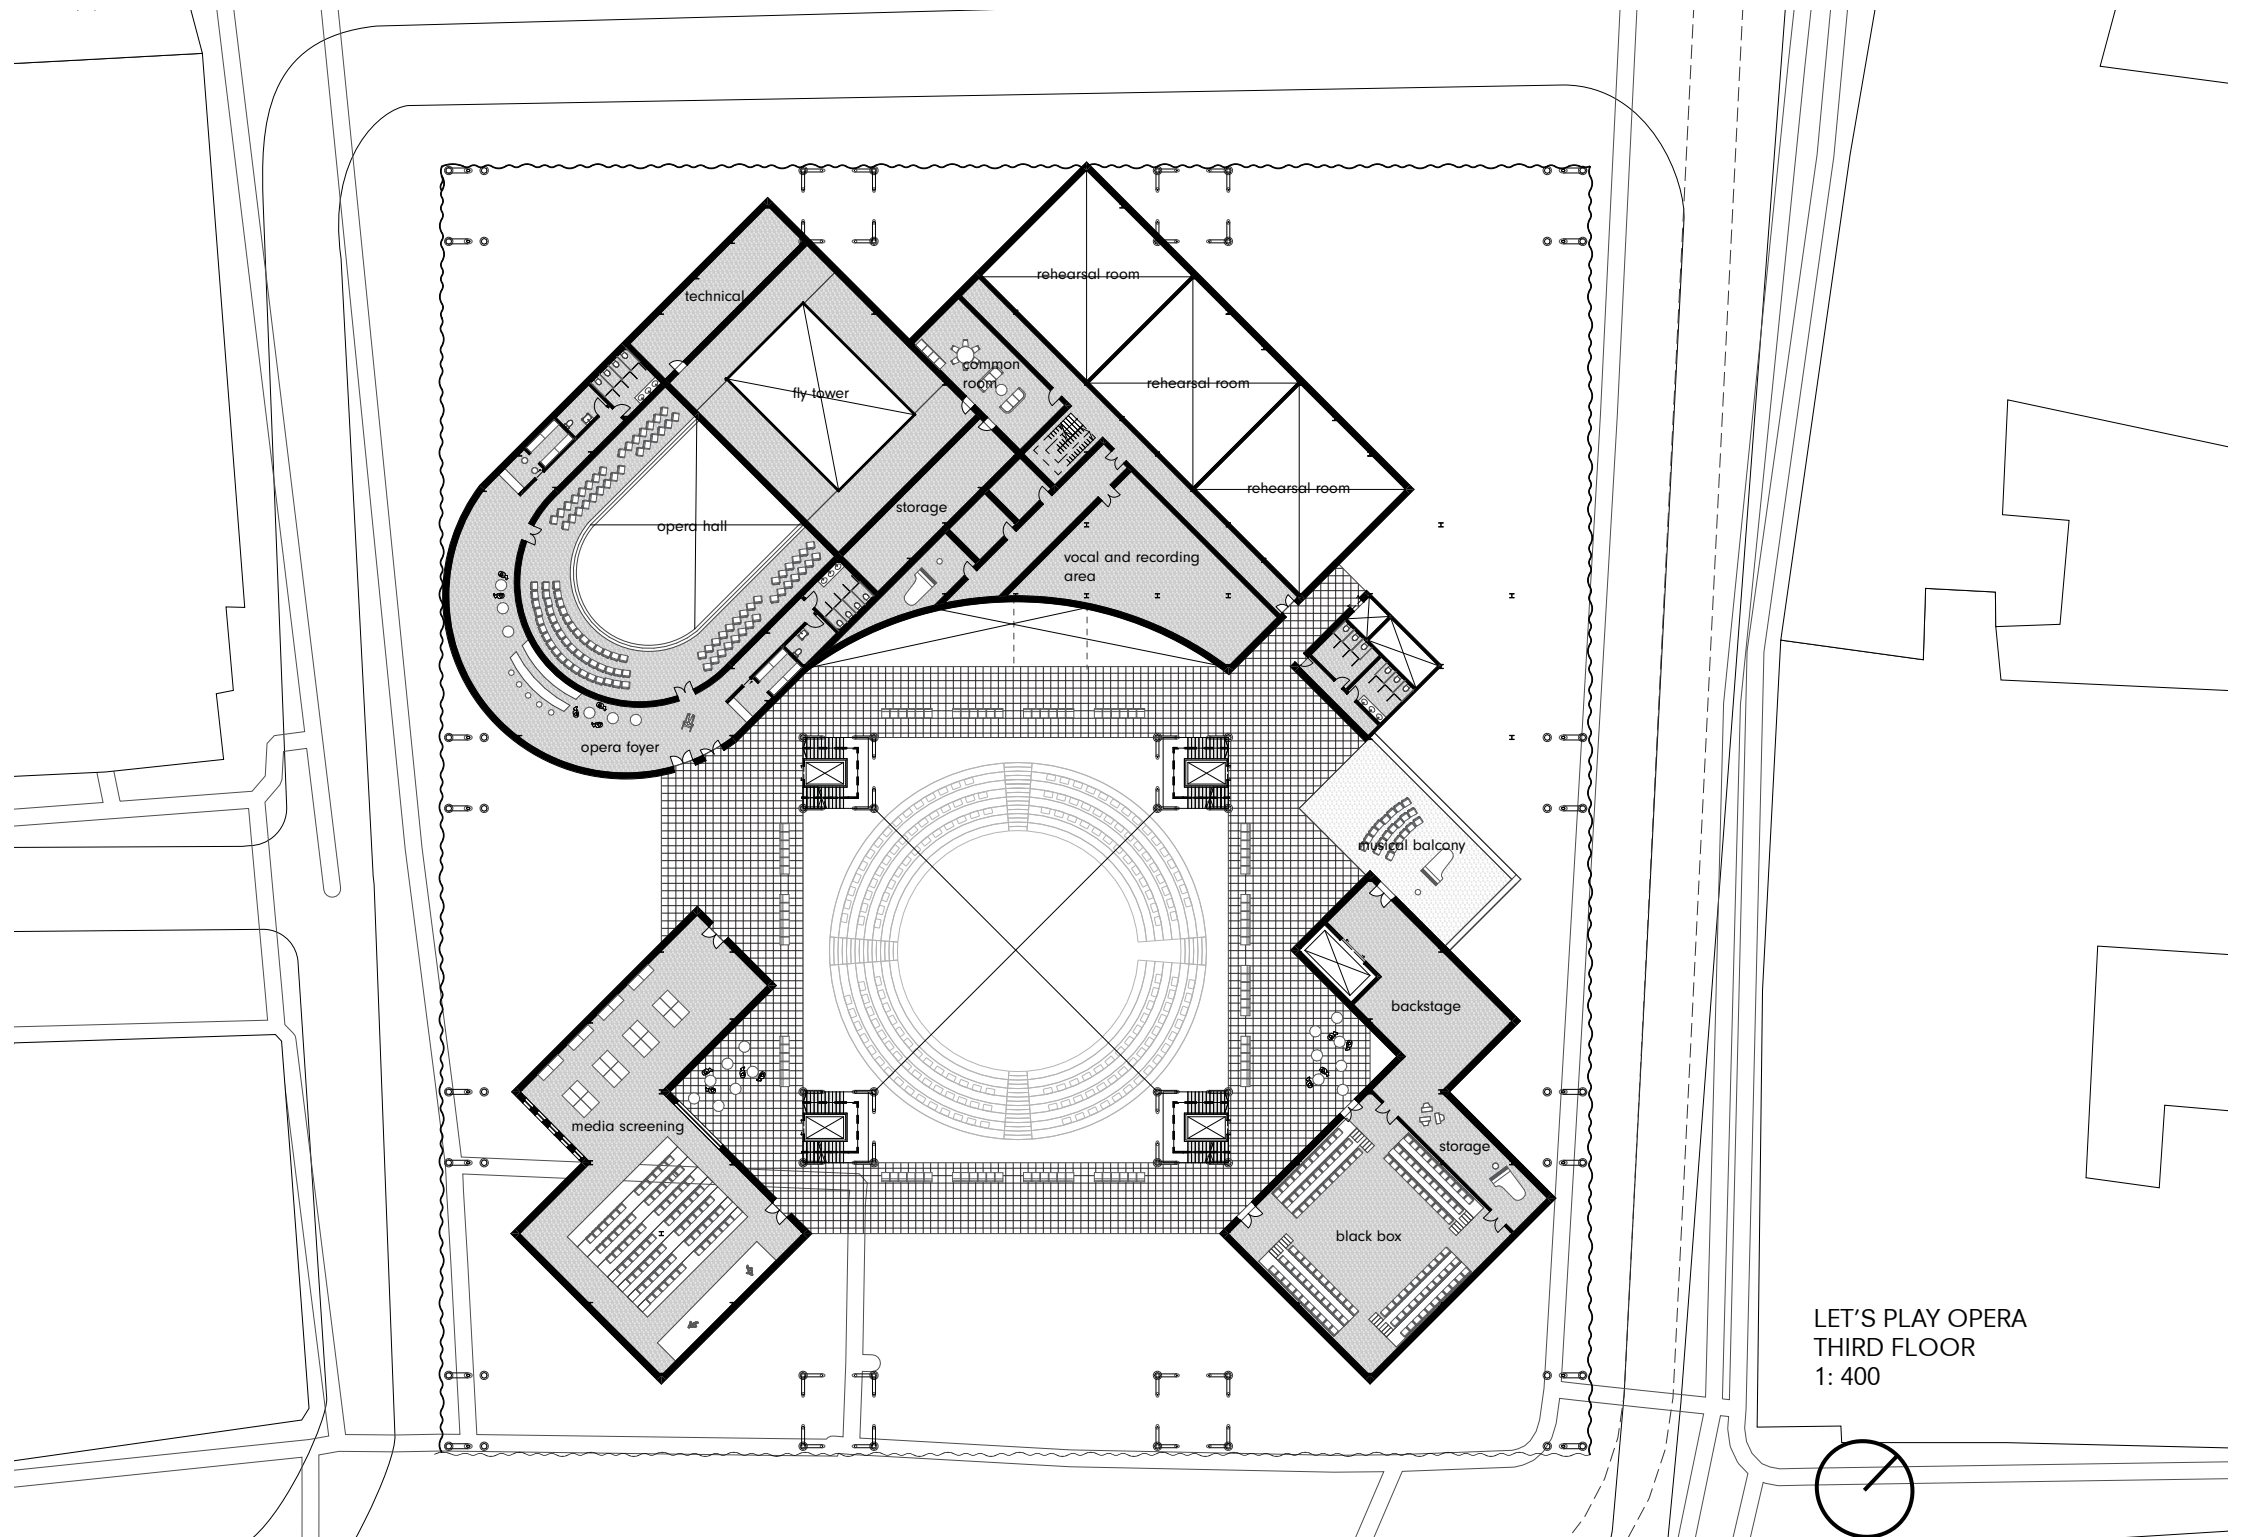 rehearsal room
technical
common
room
rehearsal room
fly tower
rehearsal room
storage
opera hall
vocal and recording
area
opera foyer
musical balcony
backstage
media screening
storage
black box
LET’S PLAY OPERA
THIRD FLOOR
1: 400